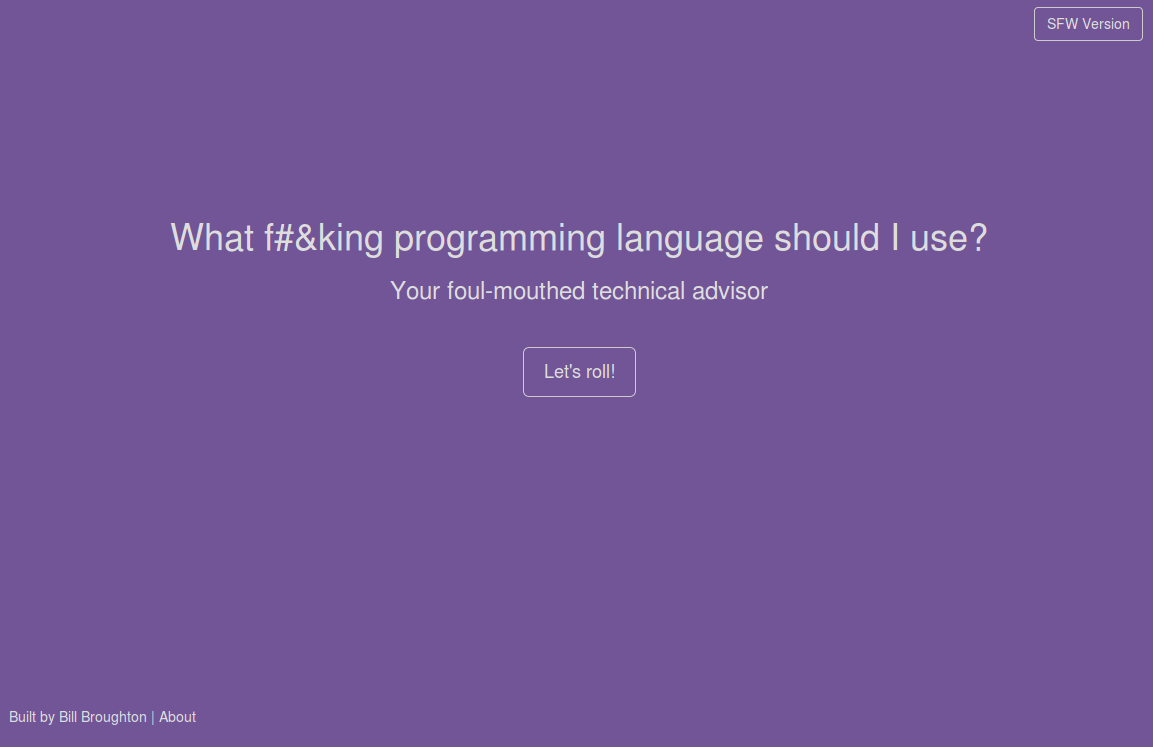 SFW Version
What f#&king programming language should I use?
Your foul-mouthed technical advisor
Let's roll!
Built by Bill Broughton | About